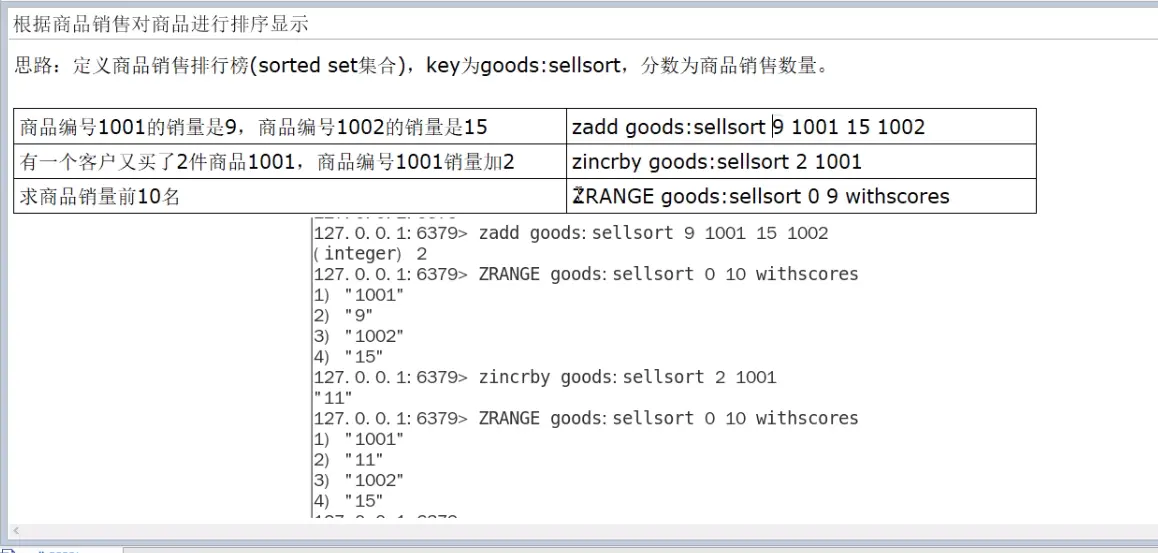 根据商品销售对商品进行排序显示
思路：定义商品销售排行榜(sorted set集合)，key为goods:sellsort，分数为商品销售数量。
商品编号1001的销量是9，商品编号1002的销量是15 zadd goods:sellsort 9 1001 15 1002
有一个客户又买了2件商品1001，商品编号1001销量加2 zincrby goods:sellsort 2 1001
求商品销量前10名 ZRANGE goods:sellsort 0 9 withscores
127.0.0.1:6379> zadd goods:sellsort 9 1001 15 1002
(integer) 2
127.0.0.1:6379> ZRANGE goods:sellsort 0 10 withscores
1) "1001"
2) "9"
3) "1002"
4) "15"
127.0.0.1:6379> zincrby goods:sellsort 2 1001
"11"
127.0.0.1:6379> ZRANGE goods:sellsort 0 10 withscores
1) "1001"
2) "11"
3) "1002"
4) "15"